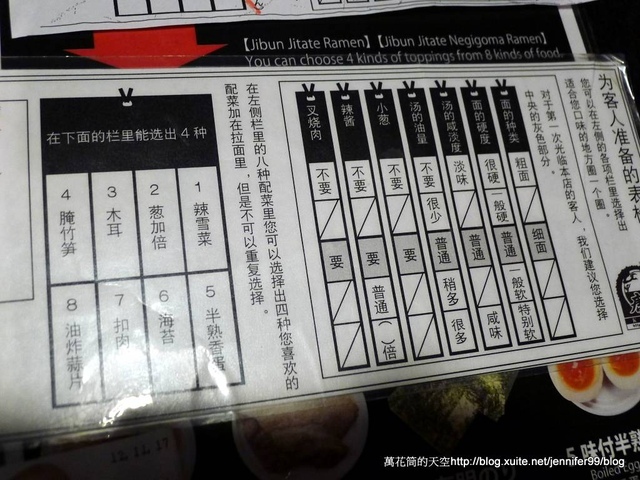 【Jibun Jitate Ramen】【Jibun Jitate Negigoma Ramen】
You can choose 4 kinds of toppings from 8 kinds of food.
您可以在左侧的各项栏里选择出
适合您口味的地方圈一个圈。
对于第一次光临本店的客人，我们建议您选择
中央的灰色部分。
面的种类 粗面 细面
面的硬度 很硬 一般硬 普通 一般软 特别软
汤的咸淡度 淡味 普通 咸味
汤的油量 不要 很少 普通 稍多 很多
小葱 不要 要
辣酱 不要 要 普通 ( )倍
叉烧肉 不要 要
在左侧栏里的八种配菜里您可以选择出四种您喜欢的
配菜加在拉面里，但是不可以重复选择。
在下面的栏里能选出4种
1 辣雪菜
2 葱加倍
3 木耳
4 腌竹笋
5 半熟香蛋
6 海苔
7 扣肉
8 油炸蒜片
5 味付半熟
12.11.17
萬花筒的天空http://blog.xuite.net/jennifer99/blog